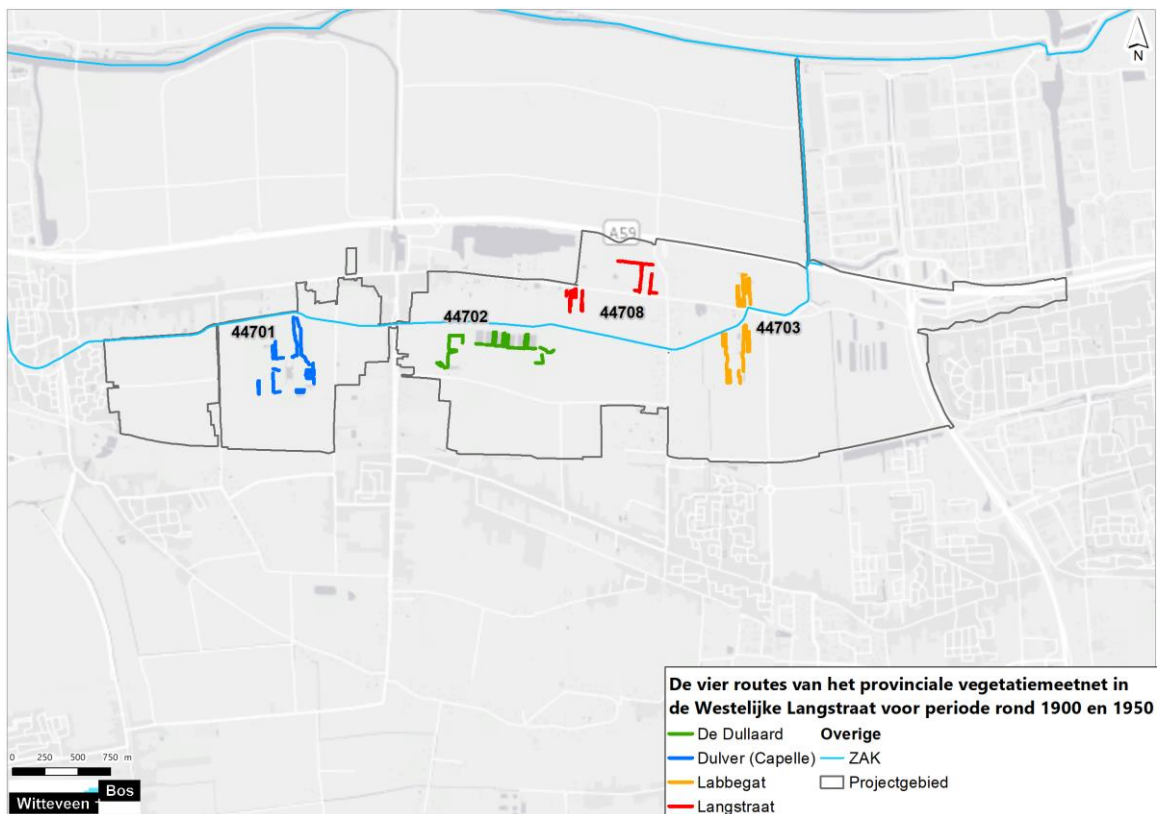 N
A59
44702
44708
44701
44703
De vier routes van het provinciale vegetatiemeetnet in
de Westelijke Langstraat voor periode rond 1900 en 1950
De Dullaard Overige
Dulver (Capelle) ZAK
Labbegat Projectgebied
Langstraat
0 250 500 750 m
Witteveen + Bos